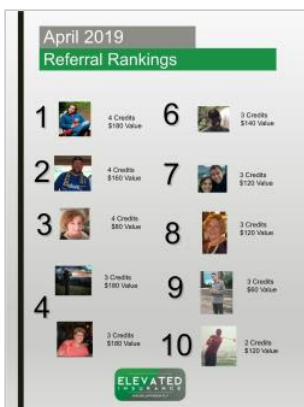 April 2019
Referral Rankings
1
4 Credits
$180 Value
2
4 Credits
$160 Value
3
4 Credits
$80 Value
4
3 Credits
$180 Value
3 Credits
$180 Value
6
3 Credits
$140 Value
7
3 Credits
$120 Value
8
3 Credits
$120 Value
9
3 Credits
$60 Value
10
2 Credits
$120 Value
ELEVATED
INSURANCE